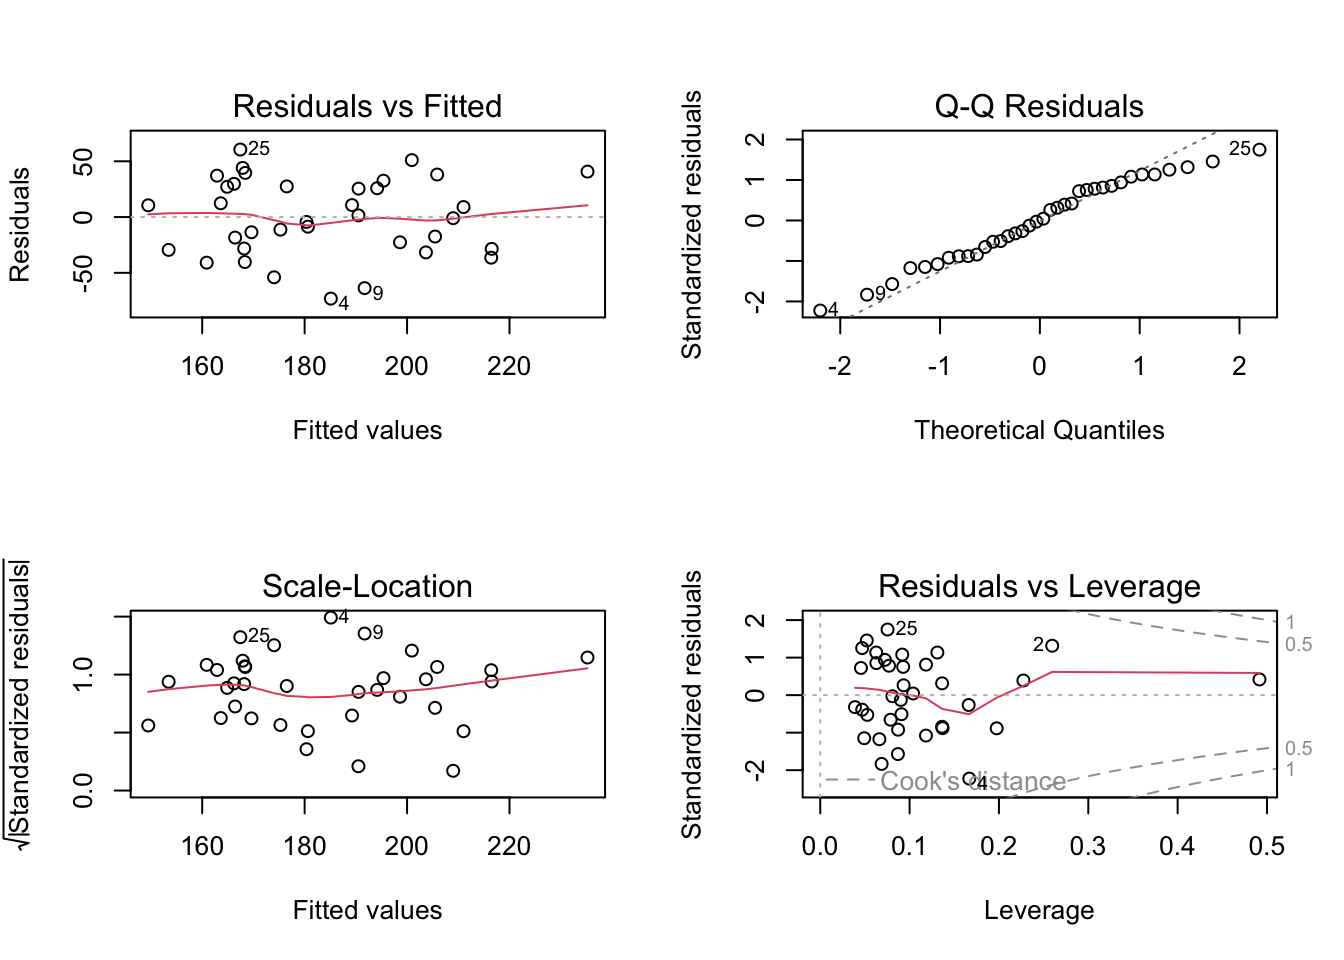 Residuals vs Fitted
Residuals
50
0
-50
25
4
9
160 180 200 220
Fitted values
Q-Q Residuals
Standardized residuals
2
1
0
-2
25
9
4
-2 -1 0 1 2
Theoretical Quantiles
Scale-Location
√|Standardized residuals|
1.0
0.0
4
25
9
160 180 200 220
Fitted values
Residuals vs Leverage
Standardized residuals
2
1
0
-2
25
2
4
1
0.5
0.5
1
Cook's distance
0.0 0.1 0.2 0.3 0.4 0.5
Leverage